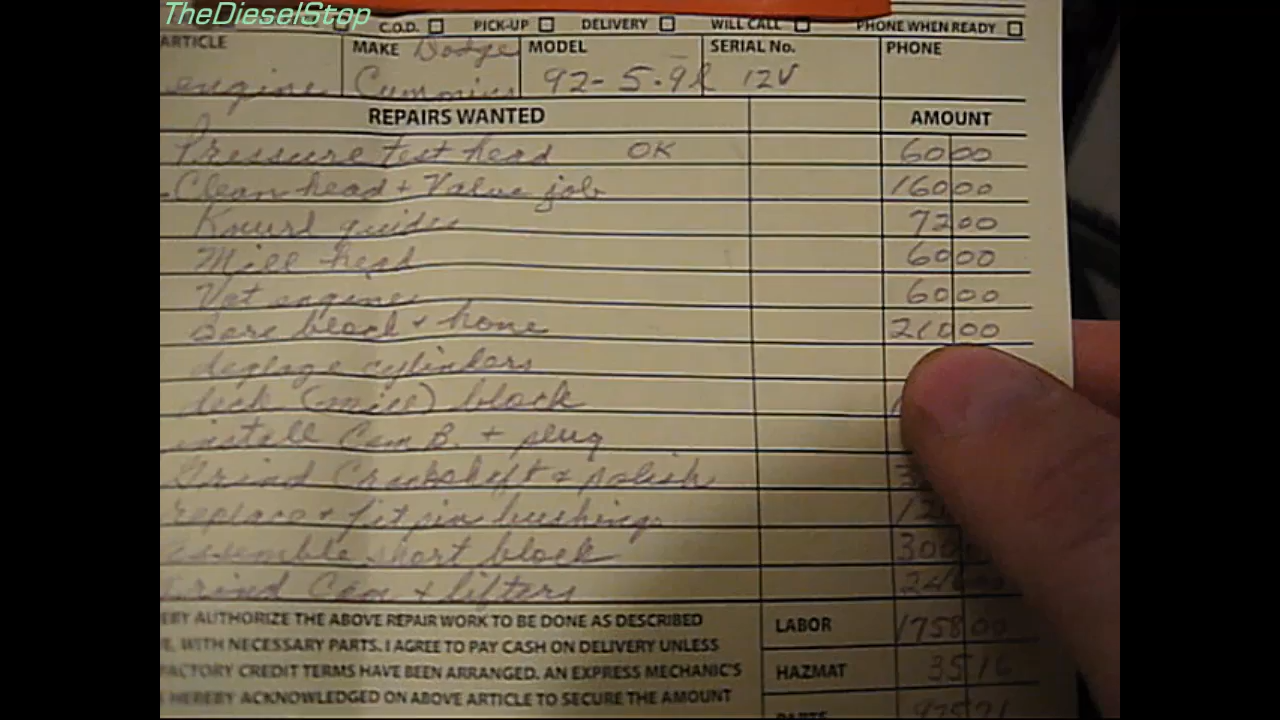 TheDieselStop
C.O.D. PICK-UP DELIVERY WILL CALL PHONE WHEN READY
ARTICLE MAKE Dodge MODEL SERIAL No. PHONE
engine Cummins 92-5.9l 12V
REPAIRS WANTED AMOUNT
Pressure test head OK 60 00
Clean head + Valve job 160 00
Knurl guides 72 00
Mill head 60 00
Vat engine 60 00
bore block + hone 210 00
deglaze cylinders
deck (mill) block
install Cam B. + plug
Grind Crankshaft & polish
replace + fit pin bushings
assemble short block 300
Grind Cam + lifters
EBY AUTHORIZE THE ABOVE REPAIR WORK TO BE DONE AS DESCRIBED LABOR 1758 00
E, WITH NECESSARY PARTS. I AGREE TO PAY CASH ON DELIVERY UNLESS
FACTORY CREDIT TERMS HAVE BEEN ARRANGED. AN EXPRESS MECHANIC'S HAZMAT 35 16
HEREBY ACKNOWLEDGED ON ABOVE ARTICLE TO SECURE THE AMOUNT
PARTS